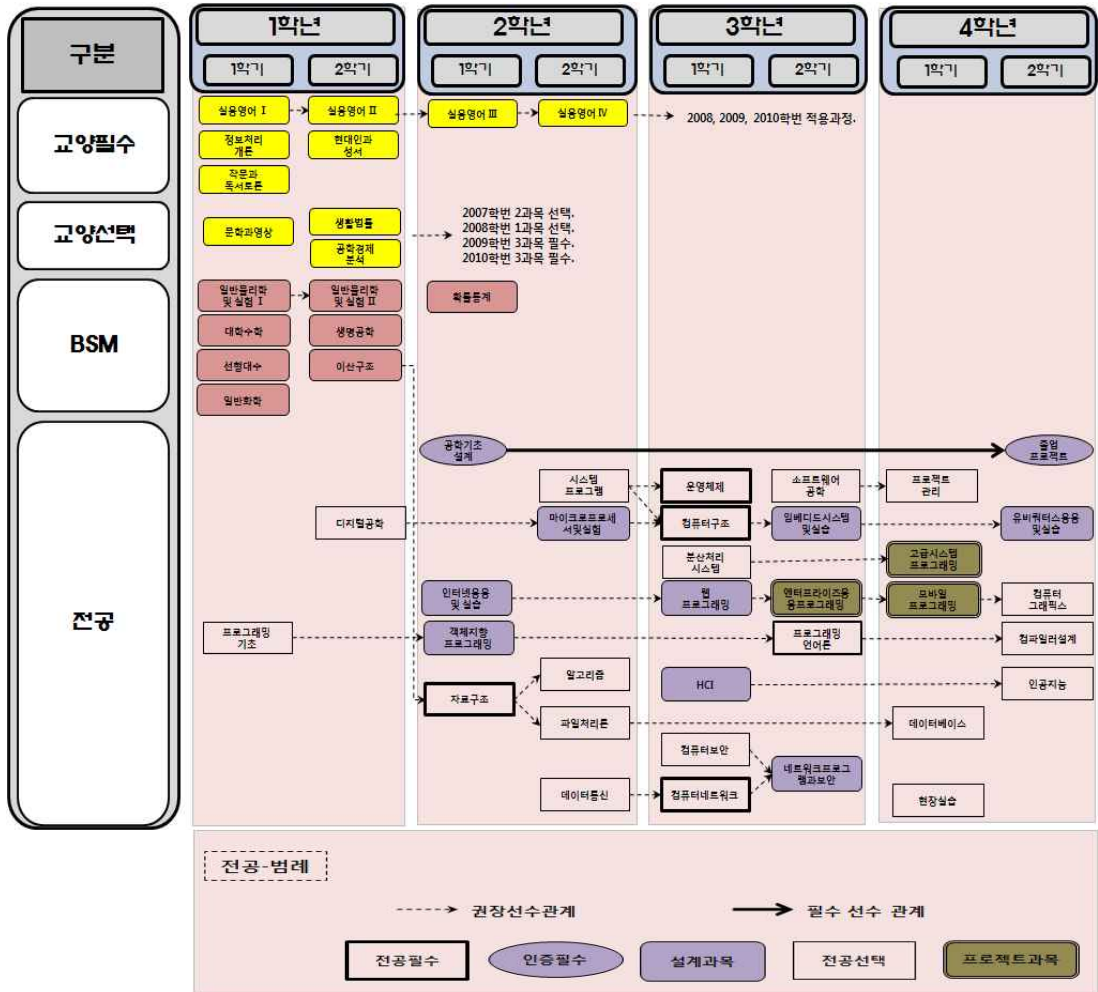 구분
1학년
2학년
3학년
4학년
1학기
2학기
1학기
2학기
1학기
2학기
1학기
2학기
교양필수
실용영어 I
실용영어 II
실용영어 III
실용영어 IV
2008, 2009, 2010학번 적용과정.
정보처리
개론
현대인과
성서
작문과
독서토론
교양선택
문학과영상
생활법률
공학경제
분석
2007학번 2과목 선택.
2008학번 1과목 선택.
2009학번 3과목 필수.
2010학번 3과목 필수.
BSM
일반물리학
및 실험 I
일반물리학
및 실험 II
확률통계
대학수학
생명공학
선형대수
이산구조
일반화학
전공
공학기초
설계
졸업
프로젝트
시스템
프로그램
운영체제
소프트웨어
공학
프로젝트
관리
디지털공학
마이크로프로세
서및실험
컴퓨터구조
임베디드시스템
및실습
유비쿼터스응용
및실습
분산처리
시스템
고급시스템
프로그래밍
인터넷응용
및 실습
웹
프로그래밍
엔터프라이즈응
용프로그래밍
모바일
프로그래밍
컴퓨터
그래픽스
프로그래밍
기초
객체지향
프로그래밍
프로그래밍
언어론
컴파일러설계
알고리즘
자료구조
HCI
인공지능
파일처리론
데이터베이스
컴퓨터보안
네트워크프로그
램과보안
데이터통신
컴퓨터네트워크
현장실습
전공-범례
권장선수관계
필수 선수 관계
전공필수
인증필수
설계과목
전공선택
프로젝트과목